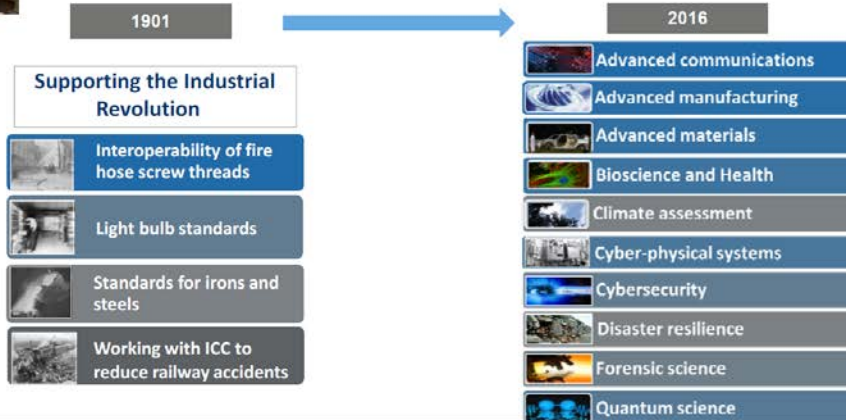 1901
2016
Supporting the Industrial
Revolution
Interoperability of fire
hose screw threads
Light bulb standards
Standards for irons and
steels
Working with ICC to
reduce railway accidents
Advanced communications
Advanced manufacturing
Advanced materials
Bioscience and Health
Climate assessment
Cyber-physical systems
Cybersecurity
Disaster resilience
Forensic science
Quantum science